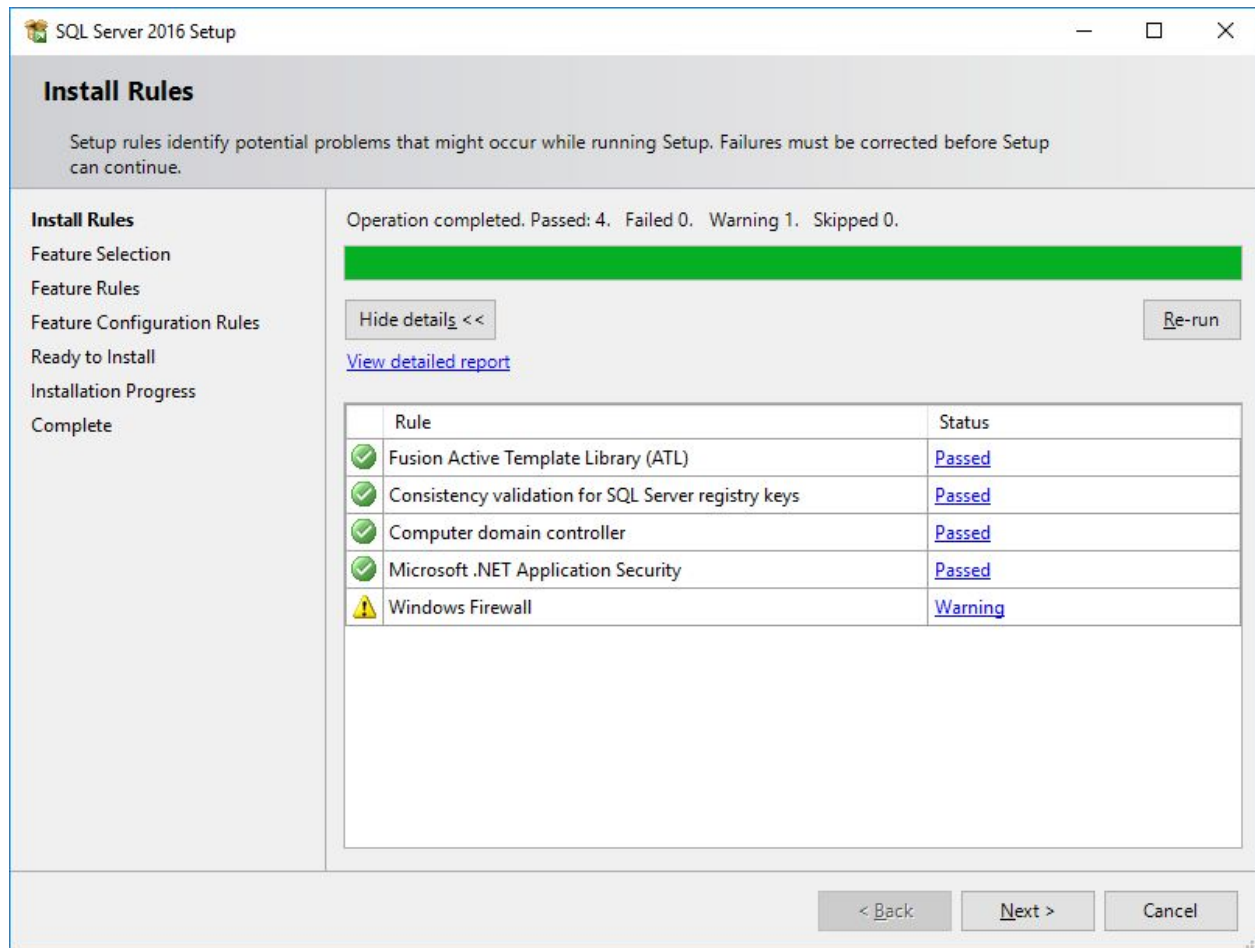 SQL Server 2016 Setup
Install Rules
Setup rules identify potential problems that might occur while running Setup. Failures must be corrected before Setup
can continue.
Install Rules
Feature Selection
Feature Rules
Feature Configuration Rules
Ready to Install
Installation Progress
Complete
Operation completed. Passed: 4.   Failed 0.   Warning 1.   Skipped 0.
Hide details <<
Re-run
View detailed report
Rule Status
Fusion Active Template Library (ATL) Passed
Consistency validation for SQL Server registry keys Passed
Computer domain controller Passed
Microsoft .NET Application Security Passed
Windows Firewall Warning
< Back Next > Cancel